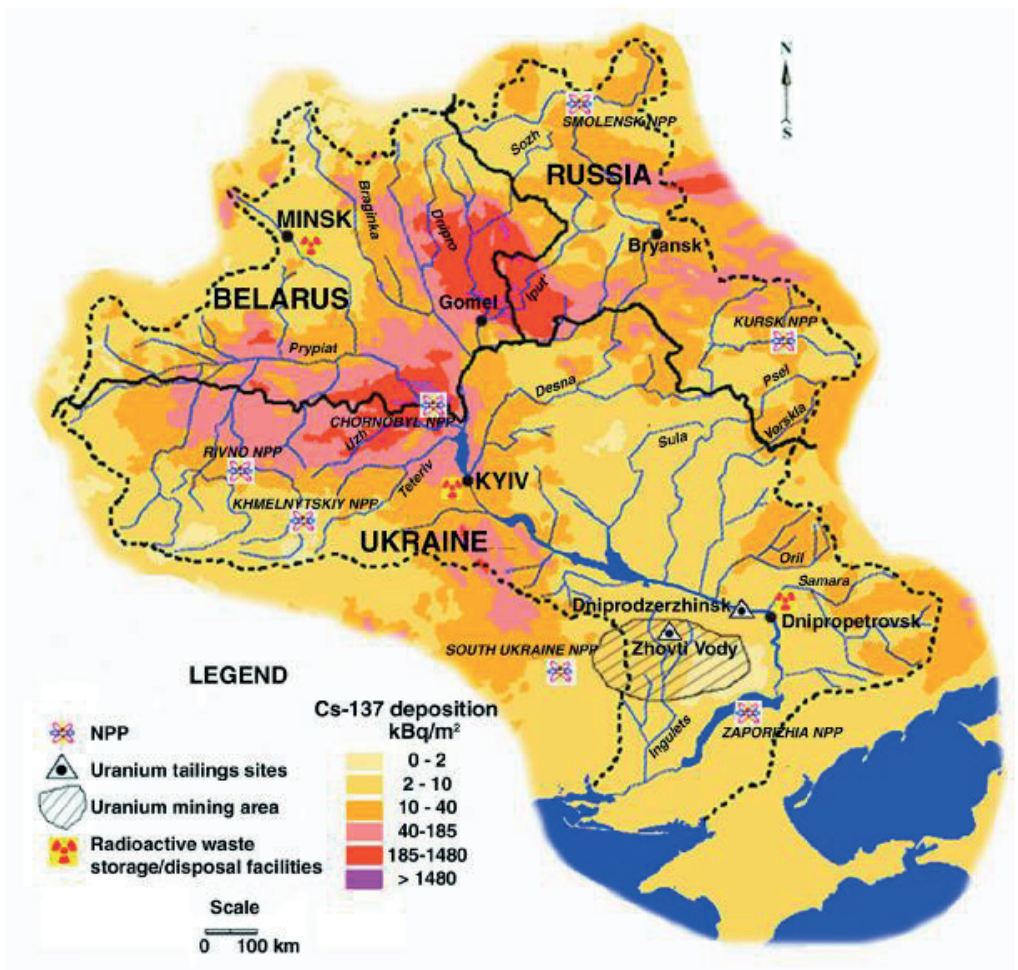 N
S
SMOLENSK NPP
Sozh
RUSSIA
Braginka
Dnipro
MINSK
Bryansk
Iput'
BELARUS
Gomel
KURSK NPP
Prypiat
Desna
Psel
Vorskla
CHORNOBYL NPP
Uzh
Sula
RIVNO NPP
Teteriv
KYIV
KHMELNYTSKIY NPP
UKRAINE
Oril
Samara
Dniprodzerzhinsk
Dnipropetrovsk
SOUTH UKRAINE NPP
Zhovti Vody
Ingulets
ZAPORIZHIA NPP
LEGEND
NPP
Uranium tailings sites
Uranium mining area
Radioactive waste
storage/disposal facilities
Scale
0 100 km
Cs-137 deposition
kBq/m²
0 - 2
2 - 10
10 - 40
40-185
185-1480
> 1480